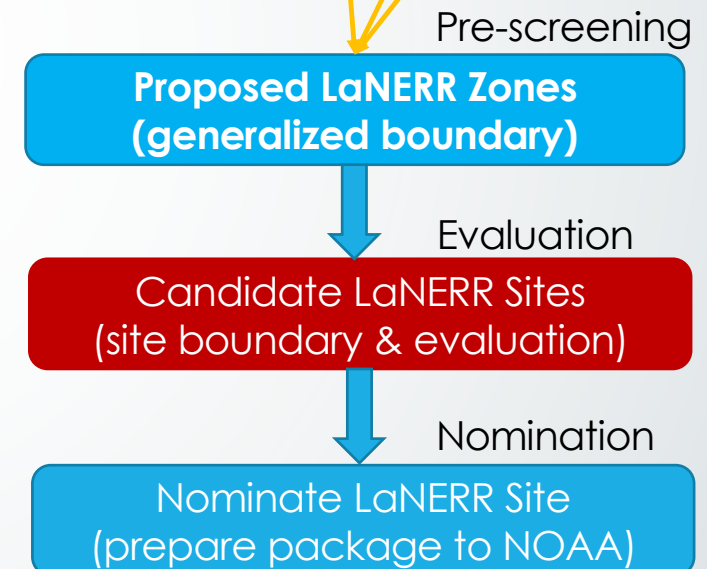 Pre-screening
Proposed LaNERR Zones
(generalized boundary)
Evaluation
Candidate LaNERR Sites
(site boundary & evaluation)
Nomination
Nominate LaNERR Site
(prepare package to NOAA)